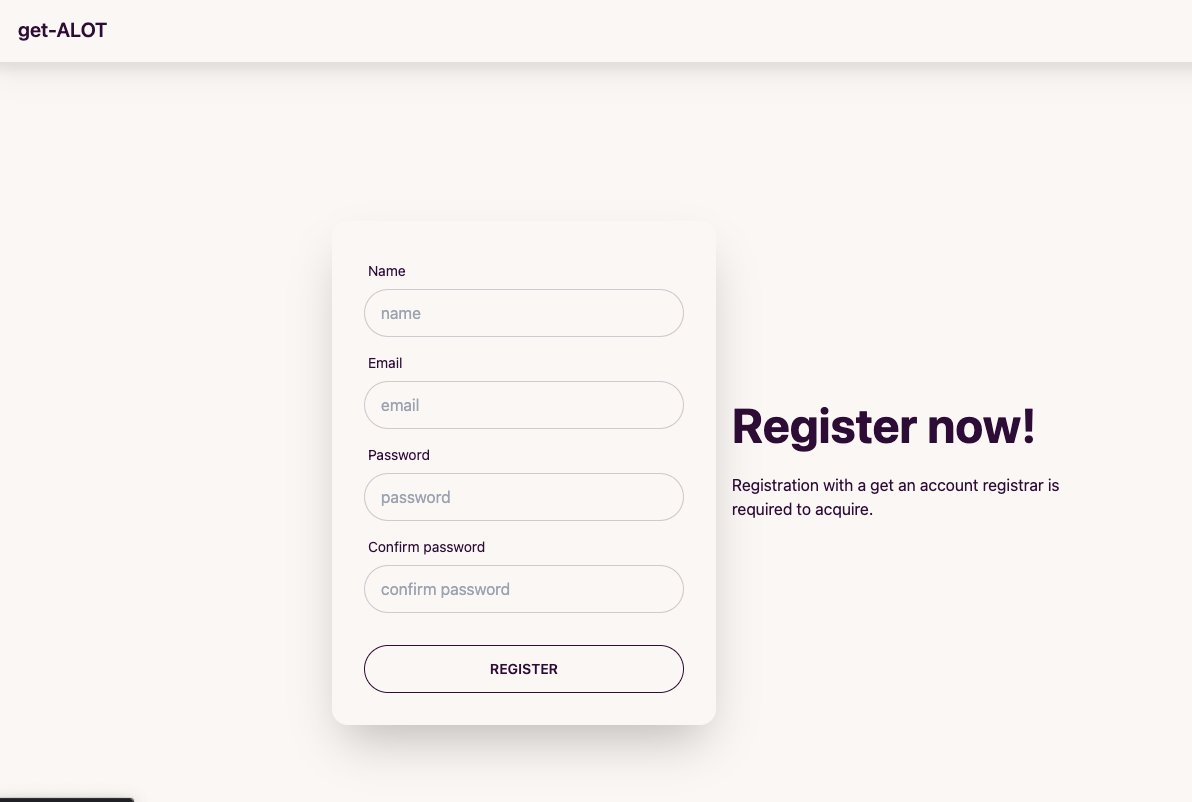 get-ALOT
Name
name
Email
email
Password
password
Confirm password
confirm password
REGISTER
Register now!
Registration with a get an account registrar is
required to acquire.